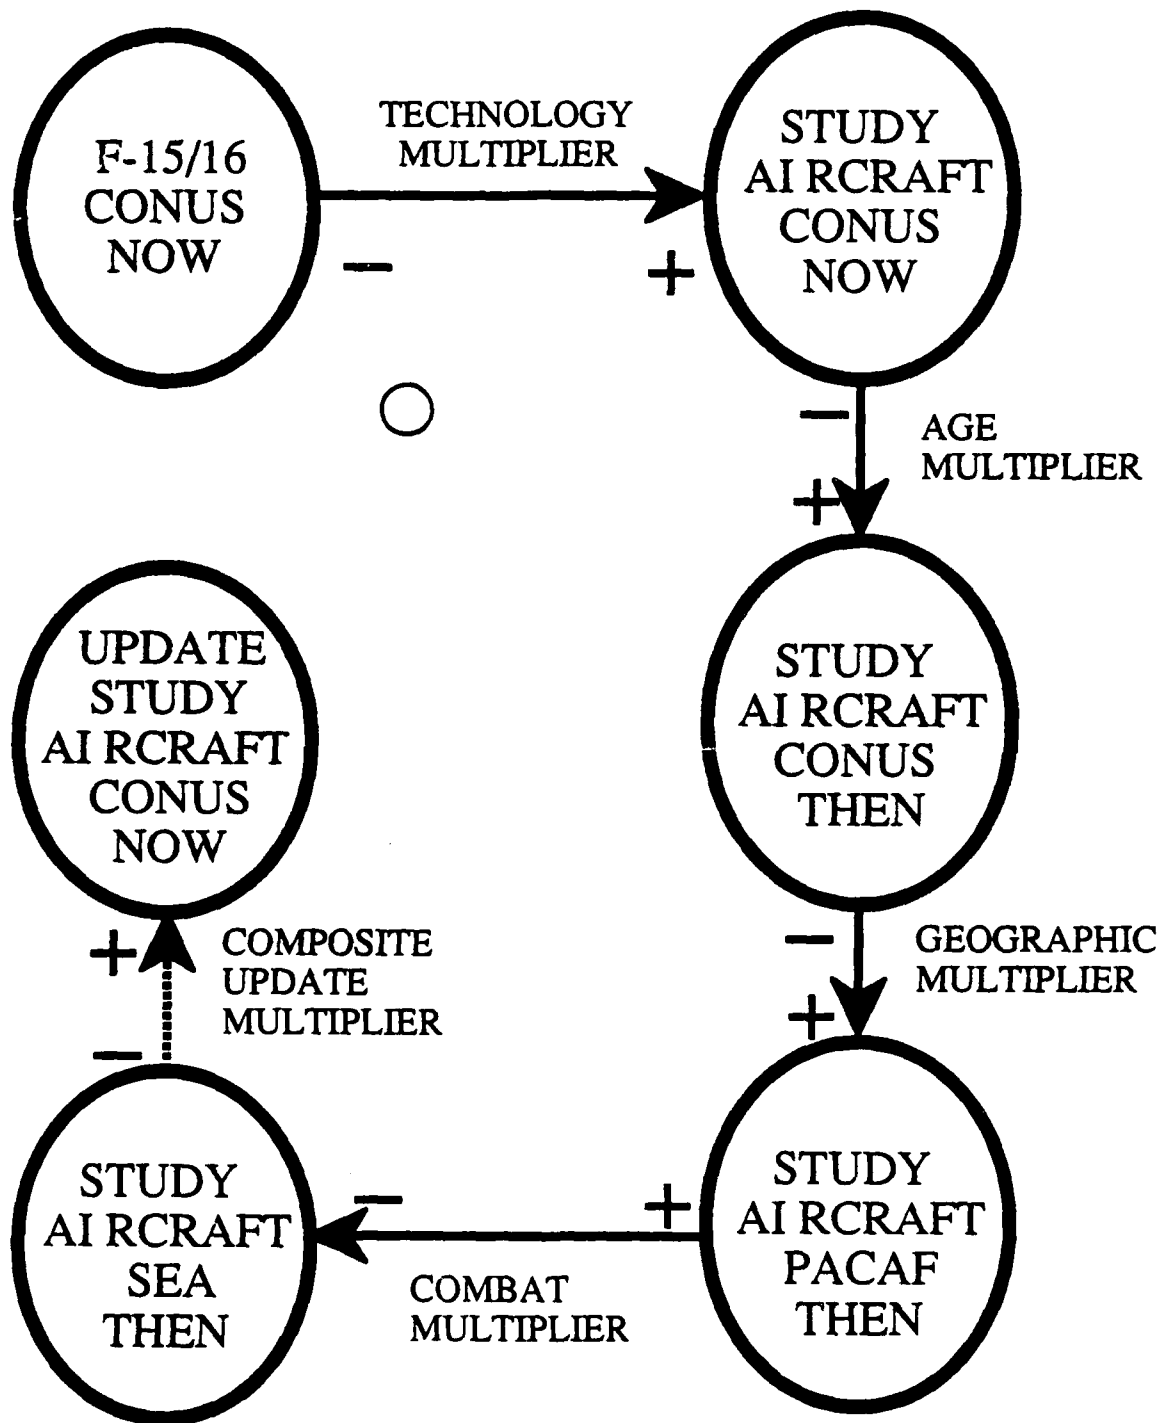 F-15/16
CONUS
NOW
TECHNOLOGY
MULTIPLIER
STUDY
AI RCRAFT
CONUS
NOW
−
+
−
AGE
MULTIPLIER
+
STUDY
AI RCRAFT
CONUS
THEN
UPDATE
STUDY
AI RCRAFT
CONUS
NOW
−
GEOGRAPHIC
MULTIPLIER
+
+
COMPOSITE
UPDATE
MULTIPLIER
−
STUDY
AI RCRAFT
PACAF
THEN
−
+
COMBAT
MULTIPLIER
STUDY
AI RCRAFT
SEA
THEN